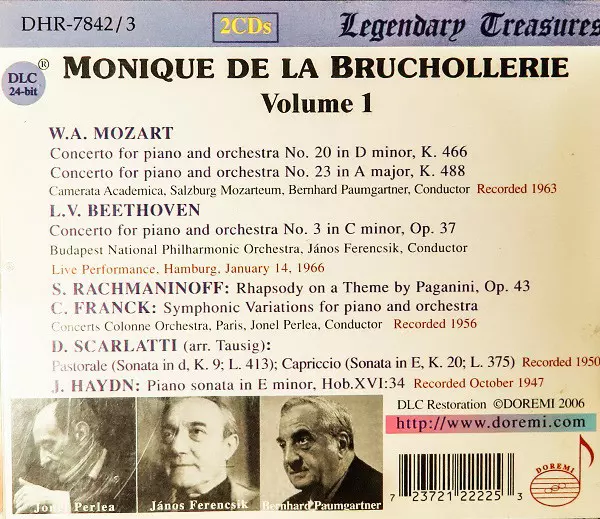 DHR-7842/3
2CDs
Legendary Treasures
DLC
24-bit
®
MONIQUE DE LA BRUCHOLLERIE
Volume 1
W.A. MOZART
Concerto for piano and orchestra No. 20 in D minor, K. 466
Concerto for piano and orchestra No. 23 in A major, K. 488
Camerata Academica, Salzburg Mozarteum, Bernhard Paumgartner, Conductor Recorded 1963
L.V. BEETHOVEN
Concerto for piano and orchestra No. 3 in C minor, Op. 37
Budapest National Philharmonic Orchestra, János Ferencsik, Conductor
Live Performance, Hamburg, January 14, 1966
S. RACHMANINOFF: Rhapsody on a Theme by Paganini, Op. 43
C. FRANCK: Symphonic Variations for piano and orchestra
Concerts Colonne Orchestra, Paris, Jonel Perlea, Conductor Recorded 1956
D. SCARLATTI (arr. Tausig):
Pastorale (Sonata in d, K. 9; L. 413); Capriccio (Sonata in E, K. 20; L. 375) Recorded 1950
J. HAYDN: Piano sonata in E minor, Hob.XVI:34 Recorded October 1947
DLC Restoration ©DOREMI 2006
http://www.doremi.com/
Jonel Perlea
János Ferencsik
Bernhard Paumgartner
7 23721 22225 3
DOREMI